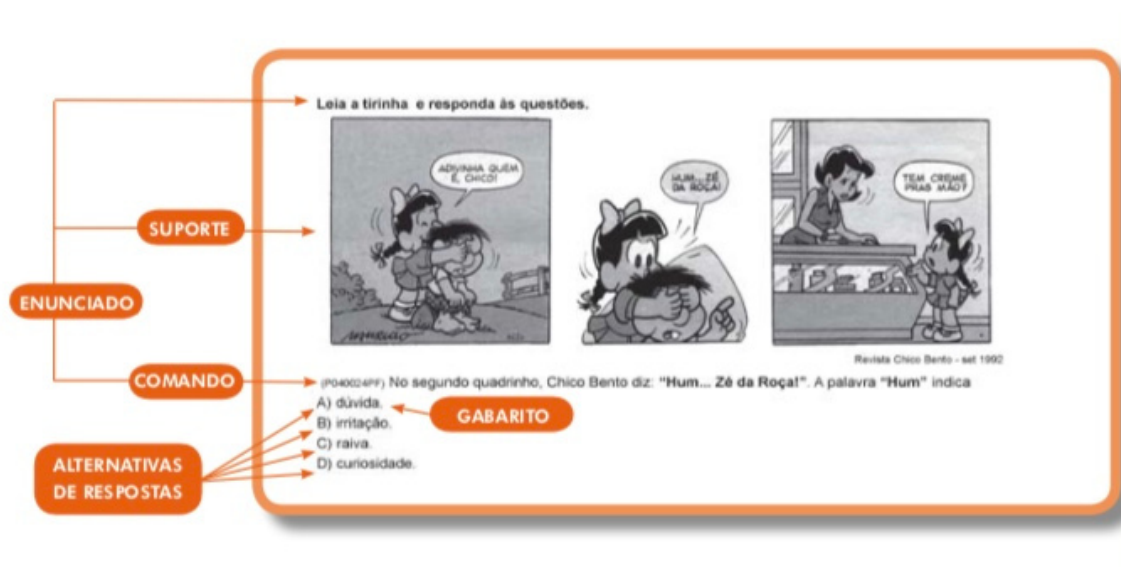 Leia a tirinha e responda às questões.
ADIVINHA QUEM
É, CHICO!
HUM... ZÉ
DA ROÇA!
TEM CREME
PRAS MÃO?
SUPORTE
ENUNCIADO
MAURICIO
Revista Chico Bento - set 1992
COMANDO
(P040024PF) No segundo quadrinho, Chico Bento diz: “Hum... Zé da Roça!”. A palavra “Hum” indica
A) dúvida.
GABARITO
B) irritação.
C) raiva.
D) curiosidade.
ALTERNATIVAS
DE RESPOSTAS